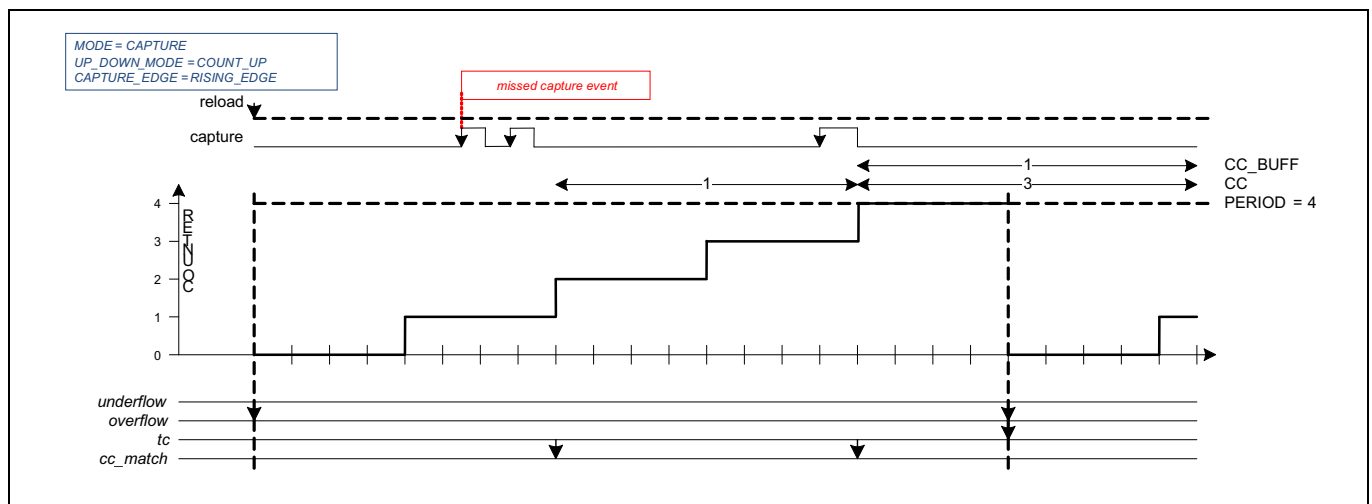 MODE = CAPTURE
UP_DOWN_MODE = COUNT_UP
CAPTURE_EDGE = RISING_EDGE
missed capture event
reload
capture
1 CC_BUFF
1 3 CC
PERIOD = 4
COUNTER
4
3
2
1
0
underflow
overflow
tc
cc_match